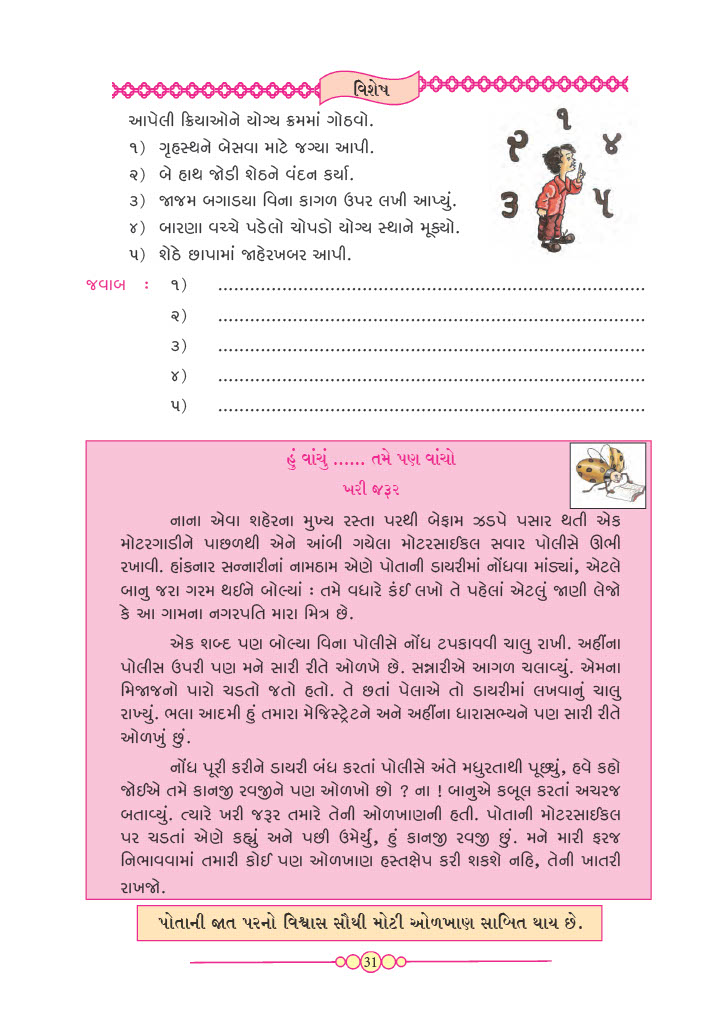 વિશેષ
આપેલી ક્રિયાઓને યોગ્ય ક્રમમાં ગોઠવો.
૧) ગૃહસ્થને બેસવા માટે જગ્યા આપી.
૨) બે હાથ જોડી શેઠને વંદન કર્યા.
૩) જાજમ બગાડયા વિના કાગળ ઉપર લખી આપ્યું.
૪) બારણા વચ્ચે પડેલો ચોપડો યોગ્ય સ્થાને મૂક્યો.
૫) શેઠે છાપામાં જાહેરખબર આપી.
૧ ૨ ૪ ૩ ૫
જવાબ : ૧) ................................................................................
૨) ................................................................................
૩) ................................................................................
૪) ................................................................................
૫) ................................................................................
હું વાંચું ...... તમે પણ વાંચો
ખરી જરૂર
નાના એવા શહેરના મુખ્ય રસ્તા પરથી બેફામ ઝડપે પસાર થતી એક
મોટરગાડીને પાછળથી એને આંબી ગયેલા મોટરસાઈકલ સવાર પોલીસે ઊભી
રખાવી. હાંકનાર સન્નારીનાં નામઠામ એણે પોતાની ડાયરીમાં નોંધવા માંડ્યાં, એટલે
બાનુ જરા ગરમ થઈને બોલ્યાં : તમે વધારે કંઈ લખો તે પહેલાં એટલું જાણી લેજો
કે આ ગામના નગરપતિ મારા મિત્ર છે.
એક શબ્દ પણ બોલ્યા વિના પોલીસે નોંધ ટપકાવવી ચાલુ રાખી. અહીંના
પોલીસ ઉપરી પણ મને સારી રીતે ઓળખે છે. સન્નારીએ આગળ ચલાવ્યું. એમના
મિજાજનો પારો ચડતો જતો હતો. તે છતાં પેલાએ તો ડાયરીમાં લખવાનું ચાલુ
રાખ્યું. ભલા આદમી હું તમારા મેજિસ્ટ્રેટને અને અહીંના ધારાસભ્યને પણ સારી રીતે
ઓળખું છું.
નોંધ પૂરી કરીને ડાયરી બંધ કરતાં પોલીસે અંતે મધુરતાથી પૂછ્યું, હવે કહો
જોઈએ તમે કાનજી રવજીને પણ ઓળખો છો ? ના ! બાનુએ કબૂલ કરતાં અચરજ
બતાવ્યું. ત્યારે ખરી જરૂર તમારે તેની ઓળખાણની હતી. પોતાની મોટરસાઈકલ
પર ચડતાં એણે કહ્યું અને પછી ઉમેર્યું, હું કાનજી રવજી છું. મને મારી ફરજ
નિભાવવામાં તમારી કોઈ પણ ઓળખાણ હસ્તક્ષેપ કરી શકશે નહિ, તેની ખાતરી
રાખજો.
પોતાની જાત પરનો વિશ્વાસ સૌથી મોટી ઓળખાણ સાબિત થાય છે.
31